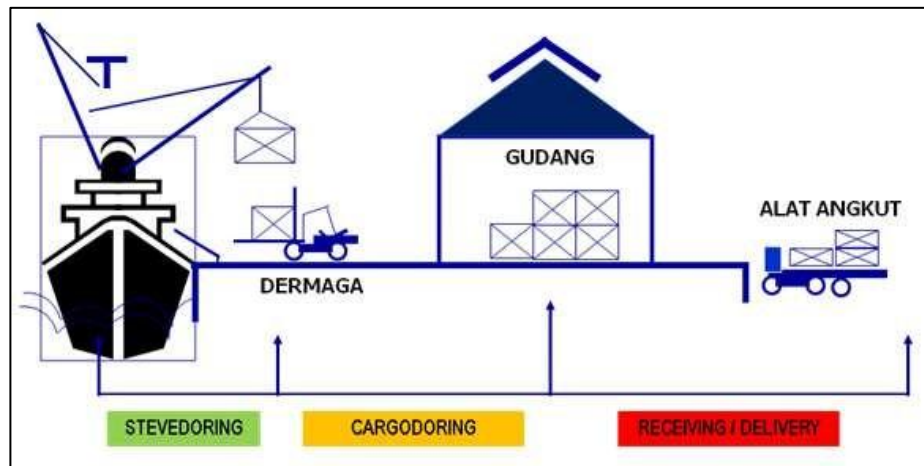 GUDANG
ALAT ANGKUT
DERMAGA
STEVEDORING
CARGODORING
RECEIVING / DELIVERY